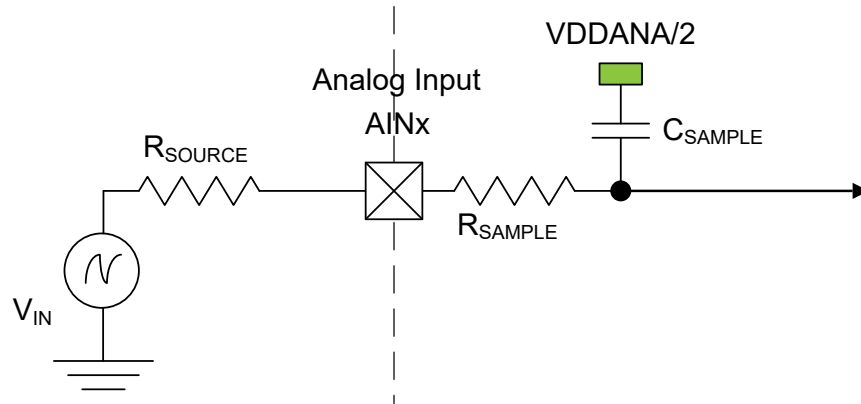 VDDANA/2
Analog Input
AINx
CSAMPLE
RSOURCE
RSAMPLE
VIN